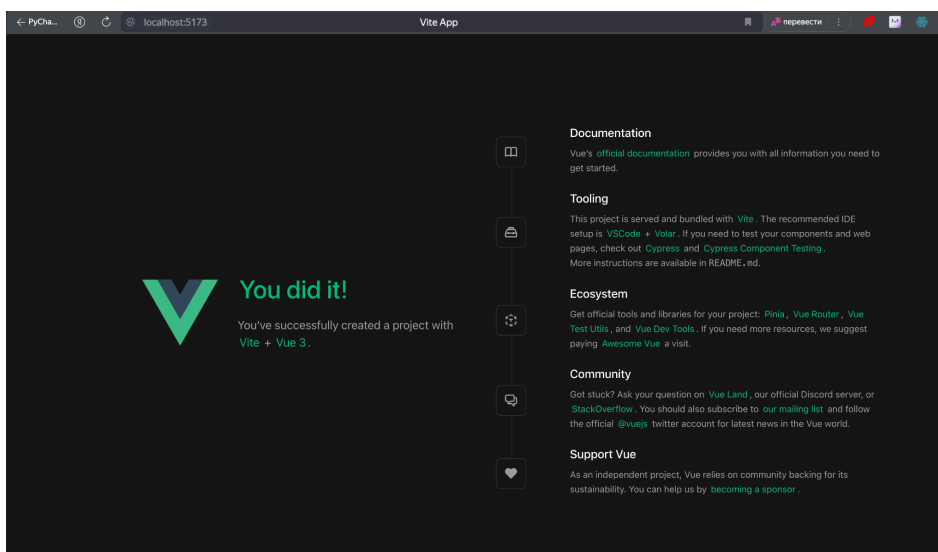 ← PyCha... Я localhost:5173 Vite App перевести
Documentation
Vue's official documentation provides you with all information you need to
get started.
Tooling
This project is served and bundled with Vite . The recommended IDE
setup is VSCode + Volar . If you need to test your components and web
pages, check out Cypress and Cypress Component Testing .
More instructions are available in README.md.
You did it!
You've successfully created a project with
Vite + Vue 3 .
Ecosystem
Get official tools and libraries for your project: Pinia , Vue Router , Vue
Test Utils , and Vue Dev Tools . If you need more resources, we suggest
paying Awesome Vue a visit.
Community
Got stuck? Ask your question on Vue Land , our official Discord server, or
StackOverflow . You should also subscribe to our mailing list and follow
the official @vuejs twitter account for latest news in the Vue world.
Support Vue
As an independent project, Vue relies on community backing for its
sustainability. You can help us by becoming a sponsor .